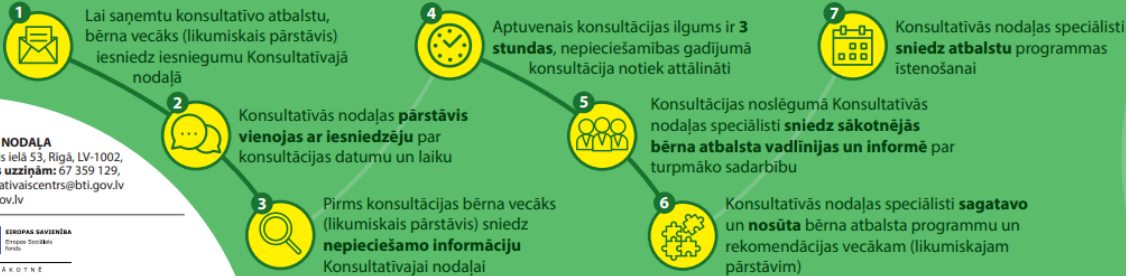 1
Lai saņemtu konsultatīvo atbalstu,
bērna vecāks (likumiskais pārstāvis)
iesniedz iesniegumu Konsultatīvajā
nodaļā
2
Konsultatīvās nodaļas pārstāvis
vienojas ar iesniedzēju par
konsultācijas datumu un laiku
3
Pirms konsultācijas bērna vecāks
(likumiskais pārstāvis) sniedz
nepieciešamo informāciju
Konsultatīvajai nodaļai
4
Aptuvenais konsultācijas ilgums ir 3
stundas, nepieciešamības gadījumā
konsultācija notiek attālināti
5
Konsultācijas noslēgumā Konsultatīvās
nodaļas speciālisti sniedz sākotnējās
bērna atbalsta vadlīnijas un informē par
turpmāko sadarbību
6
Konsultatīvās nodaļas speciālisti sagatavo
un nosūta bērna atbalsta programmu un
rekomendācijas vecākam (likumiskajam
pārstāvim)
7
Konsultatīvās nodaļas speciālisti
sniedz atbalstu programmas
īstenošanai
NODAĻA
ielā 53, Rīgā, LV-1002,
uzziņām: 67 359 129,
ativaiscentrs@bti.gov.lv
ov.lv
EIROPAS SAVIENĪBA
Eiropas Sociālais
fonds
ĀKOTNĒ